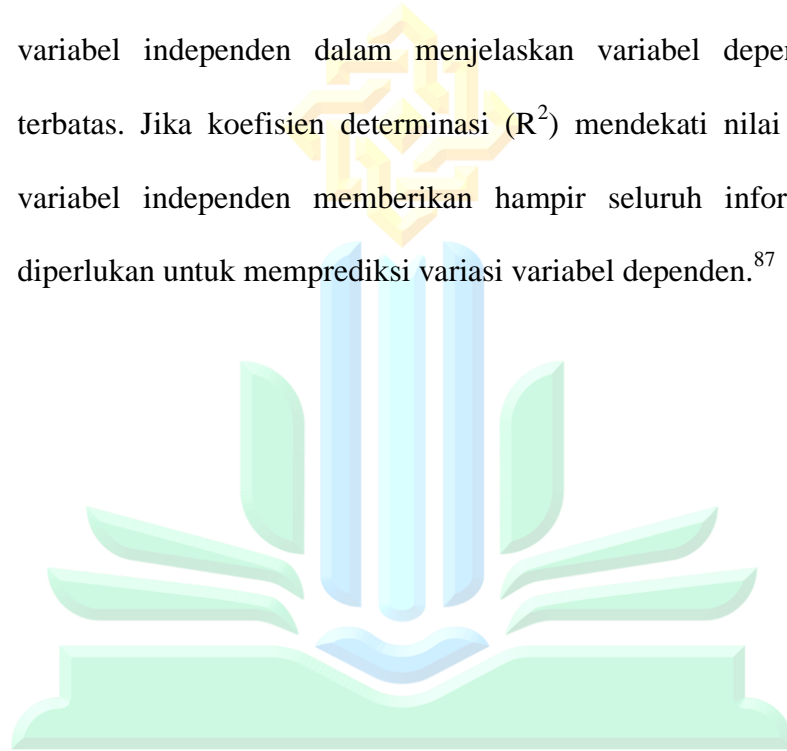 variabel independen dalam menjelaskan variabel
terbatas. Jika koefisien determinasi (R²) mendekati nilai
variabel independen memberikan hampir seluruh
diperlukan untuk memprediksi variasi variabel dependen.⁸⁷